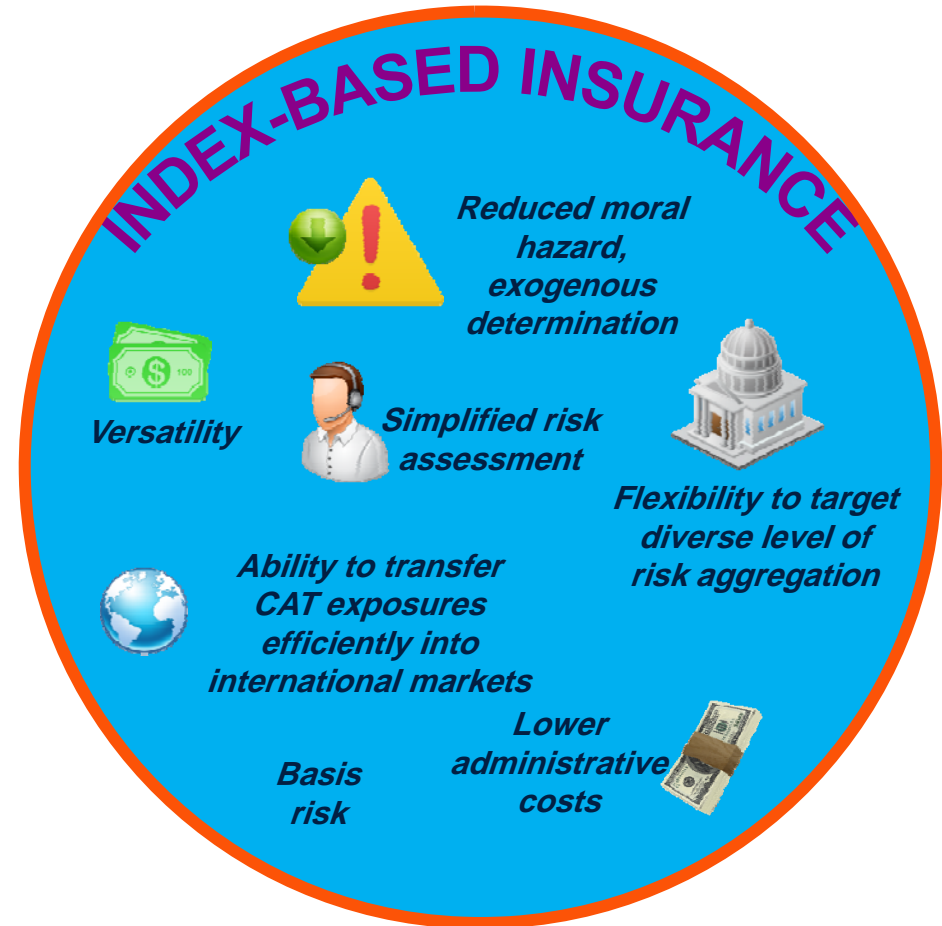 INDEX-BASED INSURANCE
Reduced moral
hazard,
exogenous
determination
Versatility
Simplified risk
assessment
Flexibility to target
diverse level of
risk aggregation
Ability to transfer
CAT exposures
efficiently into
international markets
Lower
administrative
costs
Basis
risk
$
100